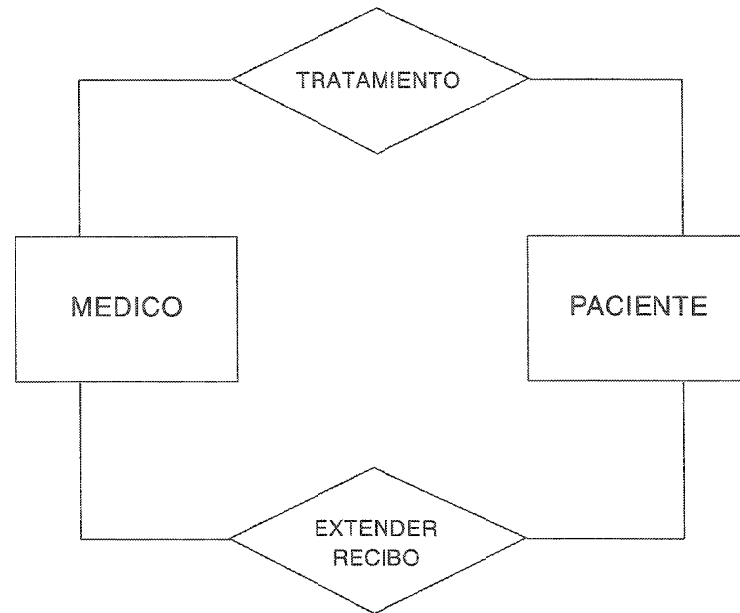 TRATAMIENTO
MEDICO
PACIENTE
EXTENDER
RECIBO